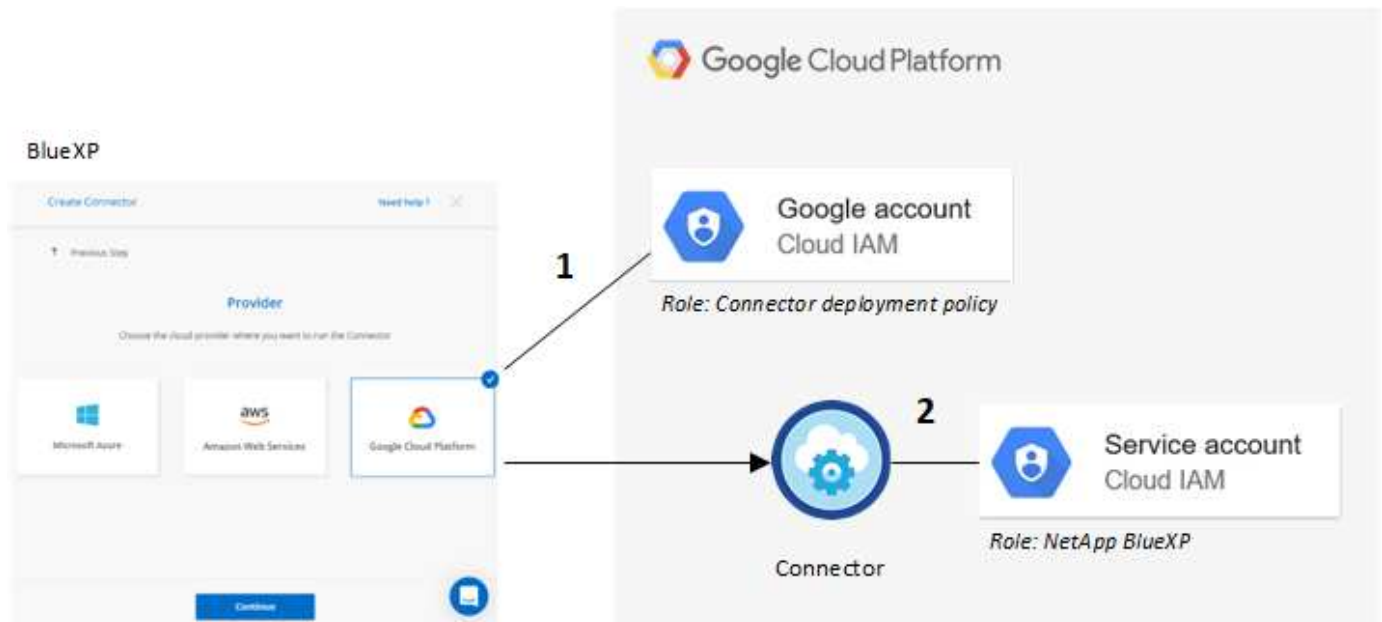 Google Cloud Platform
BlueXP
Create Connector
Need help?
Previous Step
Provider
Choose the cloud provider where you want to run the Connector
Microsoft Azure
aws
Amazon Web Services
Google Cloud Platform
Continue
1
Google account
Cloud IAM
Role: Connector deployment policy
2
Service account
Cloud IAM
Role: NetApp BlueXP
Connector